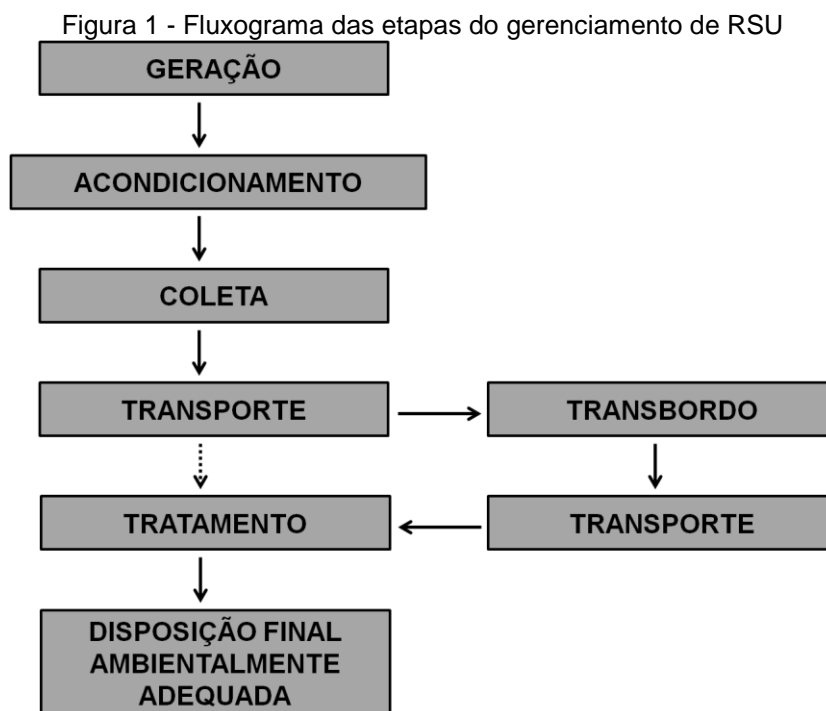 Figura 1 - Fluxograma das etapas do gerenciamento de RSU
GERAÇÃO
ACONDICIONAMENTO
COLETA
TRANSPORTE
TRANSBORDO
TRATAMENTO
TRANSPORTE
DISPOSIÇÃO FINAL
AMBIENTALMENTE
ADEQUADA